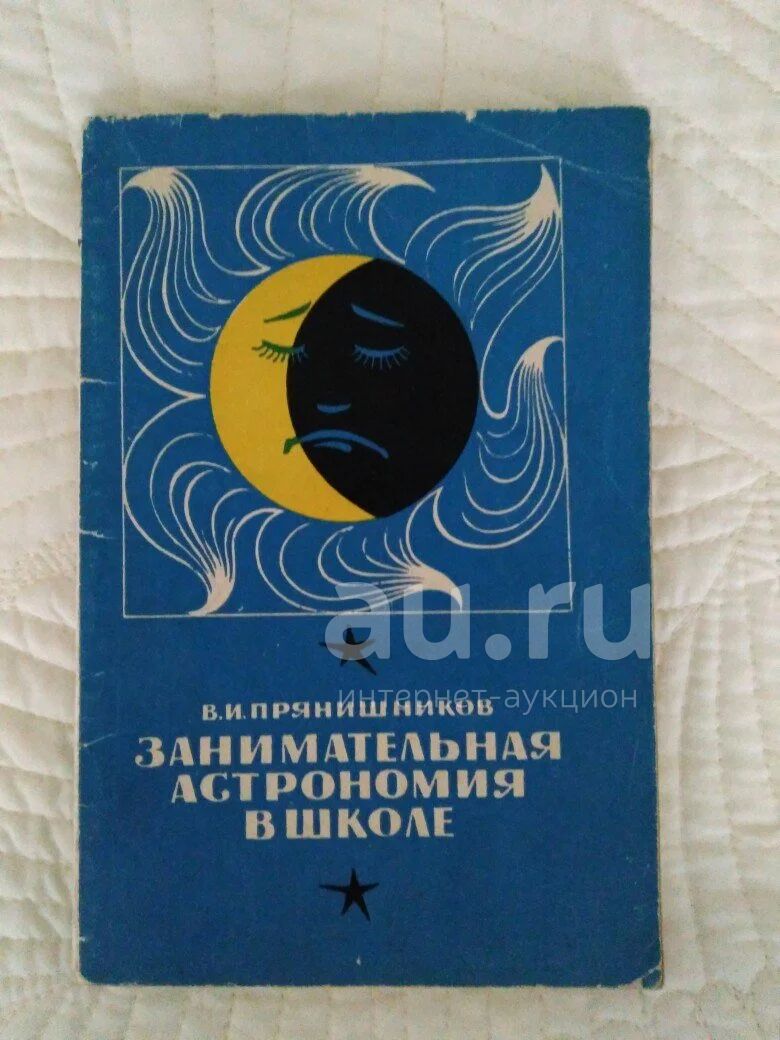 au.ru
интернет-аукцион
В.И.ПРЯНИШНИКОВ
ЗАНИМАТЕЛЬНАЯ
АСТРОНОМИЯ
В ШКОЛЕ